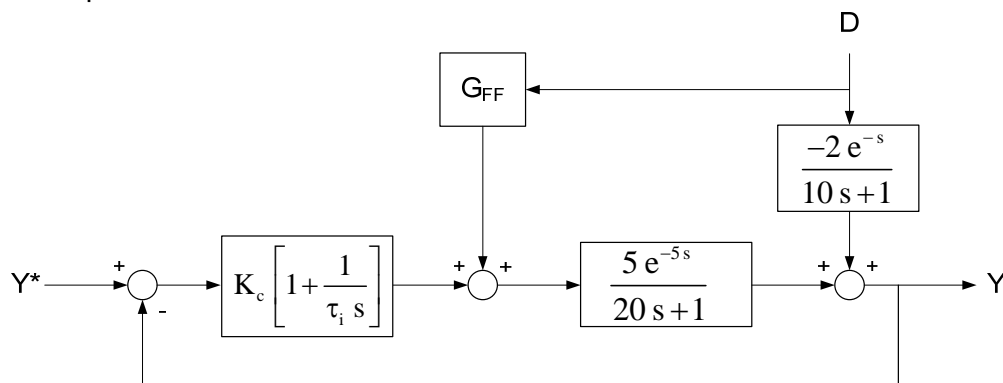 D
G_FF
-2 e^{-s}
10 s+1
Y*
+
-
K_c [1+ 1/(τ_i s)]
+ +
5 e^{-5s}
20 s+1
+ +
Y